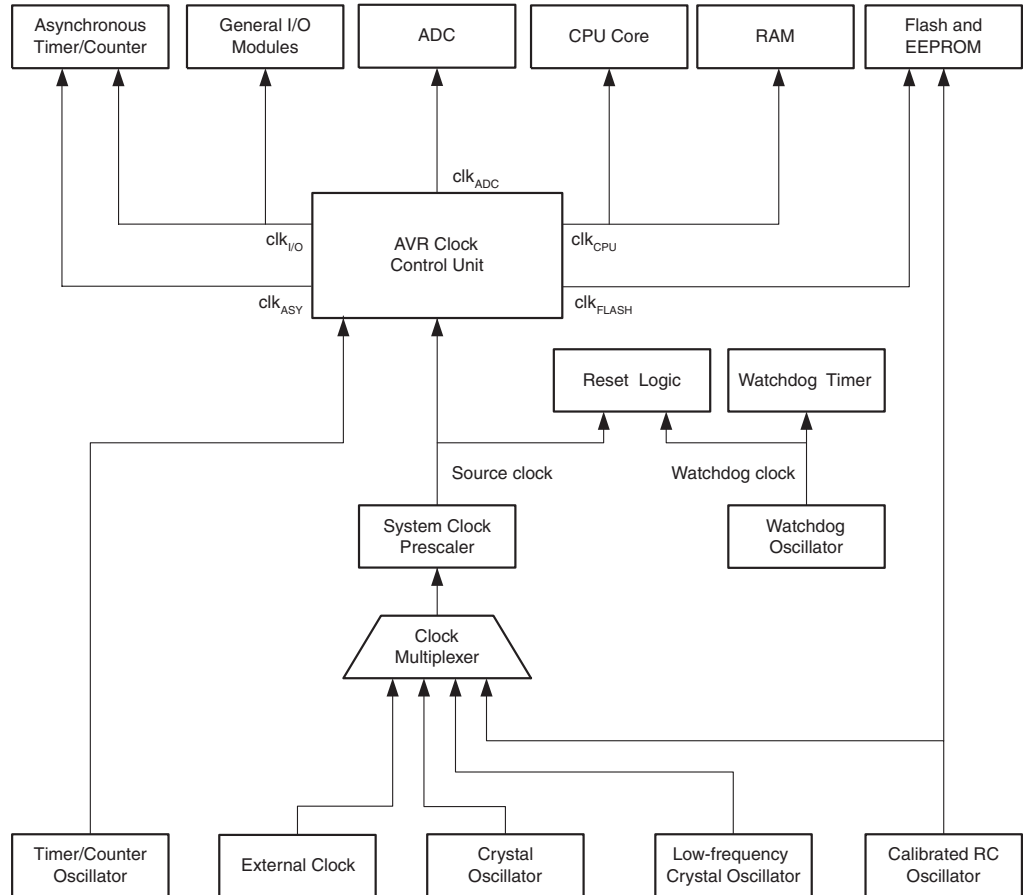 Asynchronous
Timer/Counter
General I/O
Modules
ADC
CPU Core
RAM
Flash and
EEPROM
clkADC
clkI/O
AVR Clock
Control Unit
clkCPU
clkASY
clkFLASH
Reset Logic
Watchdog Timer
Source clock
Watchdog clock
System Clock
Prescaler
Watchdog
Oscillator
Clock
Multiplexer
Timer/Counter
Oscillator
External Clock
Crystal
Oscillator
Low-frequency
Crystal Oscillator
Calibrated RC
Oscillator